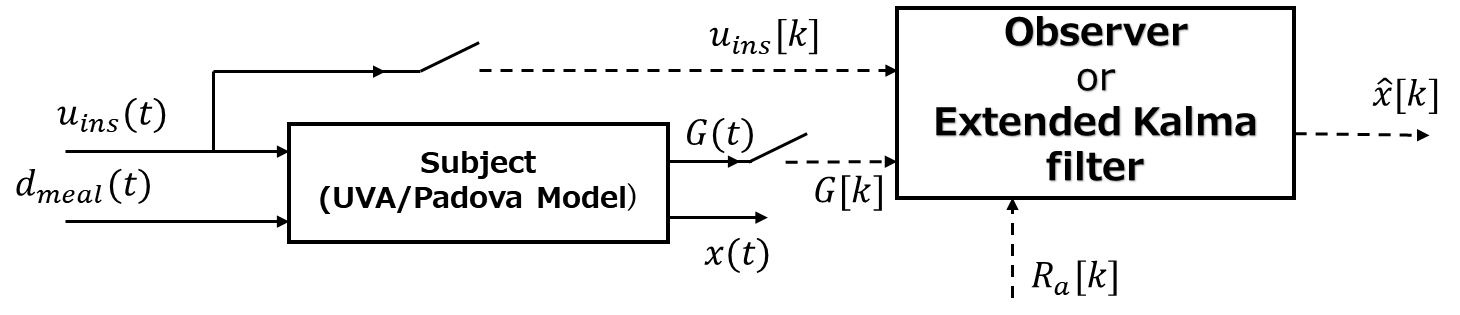 u_ins[k]
Observer
or
Extended Kalma
filter
x̂[k]
u_ins(t)
G(t)
Subject
(UVA/Padova Model)
d_meal(t)
G[k]
x(t)
R_a[k]